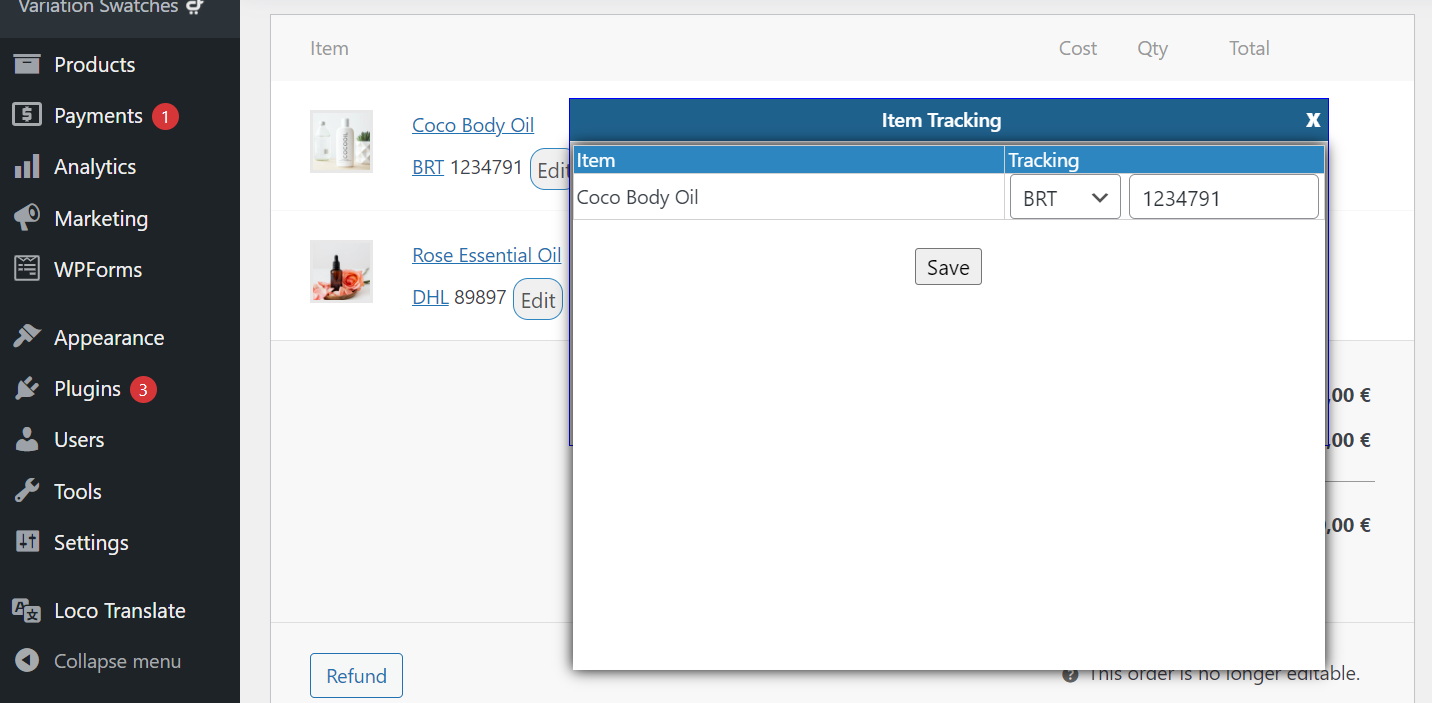 Variation Swatches
Products
Payments 1
Analytics
Marketing
WPForms
Appearance
Plugins 3
Users
Tools
Settings
Loco Translate
Collapse menu
Item Cost Qty Total
Coco Body Oil
BRT 1234791 Edit
Rose Essential Oil
DHL 89897 Edit
Item Tracking X
Item Tracking
Coco Body Oil BRT 1234791
Save
,00 €
,00 €
,00 €
Refund
This order is no longer editable.